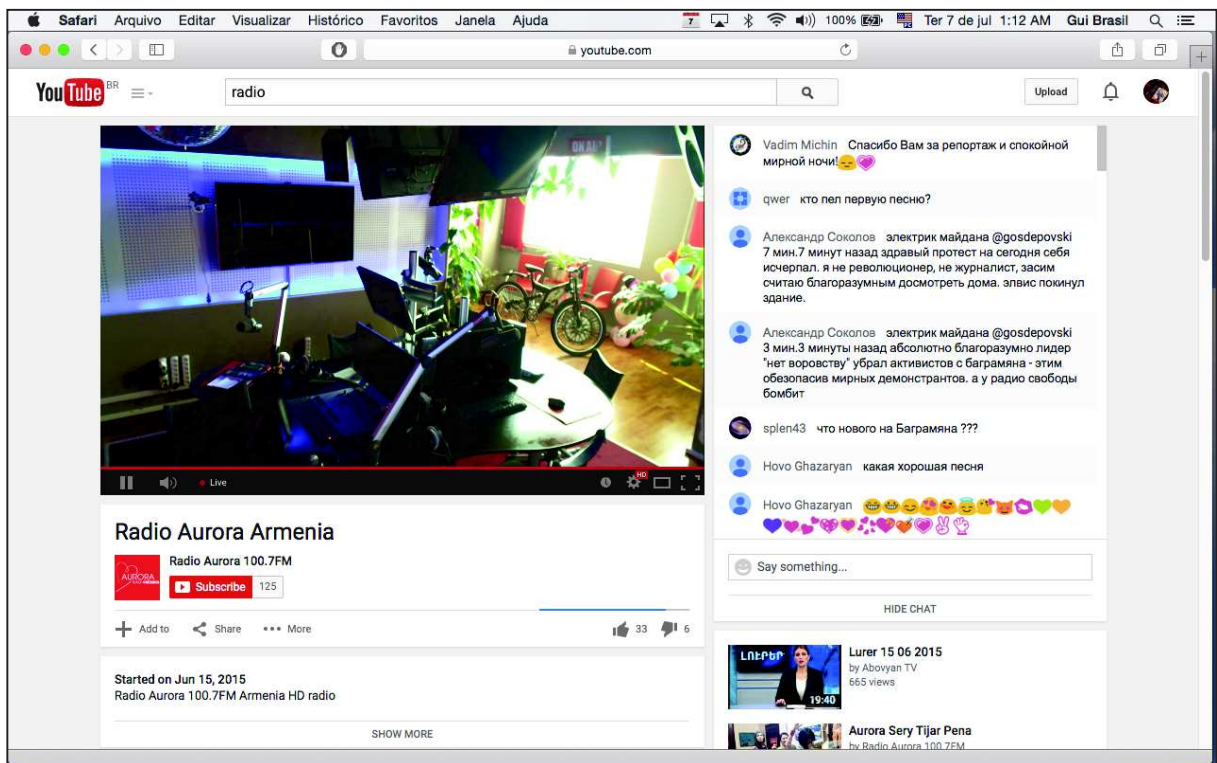 Safari Arquivo Editar Visualizar Histórico Favoritos Janela Ajuda 7 100% Ter 7 de jul 1:12 AM Gui Brasil
youtube.com
YouTube BR
radio
Upload
ON AIR
Live
HD
Vadim Michin Спасибо Вам за репортаж и спокойной
мирной ночи!😑💗
qwer кто пел первую песню?
Александр Соколов электрик майдана @gosdepovski
7 мин.7 минут назад здравый протест на сегодня себя
исчерпал. я не революционер, не журналист, засим
считаю благоразумным досмотреть дома. элвис покинул
здание.
Александр Соколов электрик майдана @gosdepovski
3 мин.3 минуты назад абсолютно благоразумно лидер
"нет воровству" убрал активистов с баграмяна - этим
обезопасив мирных демонстрантов. а у радио свободы
бомбит
splen43 что нового на Баграмяна ???
Hovo Ghazaryan какая хорошая песня
Hovo Ghazaryan
Say something...
HIDE CHAT
Radio Aurora Armenia
AURORA
Radio Aurora 100.7FM
Subscribe 125
Add to Share More 33 6
Started on Jun 15, 2015
Radio Aurora 100.7FM Armenia HD radio
SHOW MORE
ԼՈՒՐԵՐ
19:40
Lurer 15 06 2015
by Abovyan TV
665 views
Aurora Sery Tijar Pena
by Radio Aurora 100.7FM